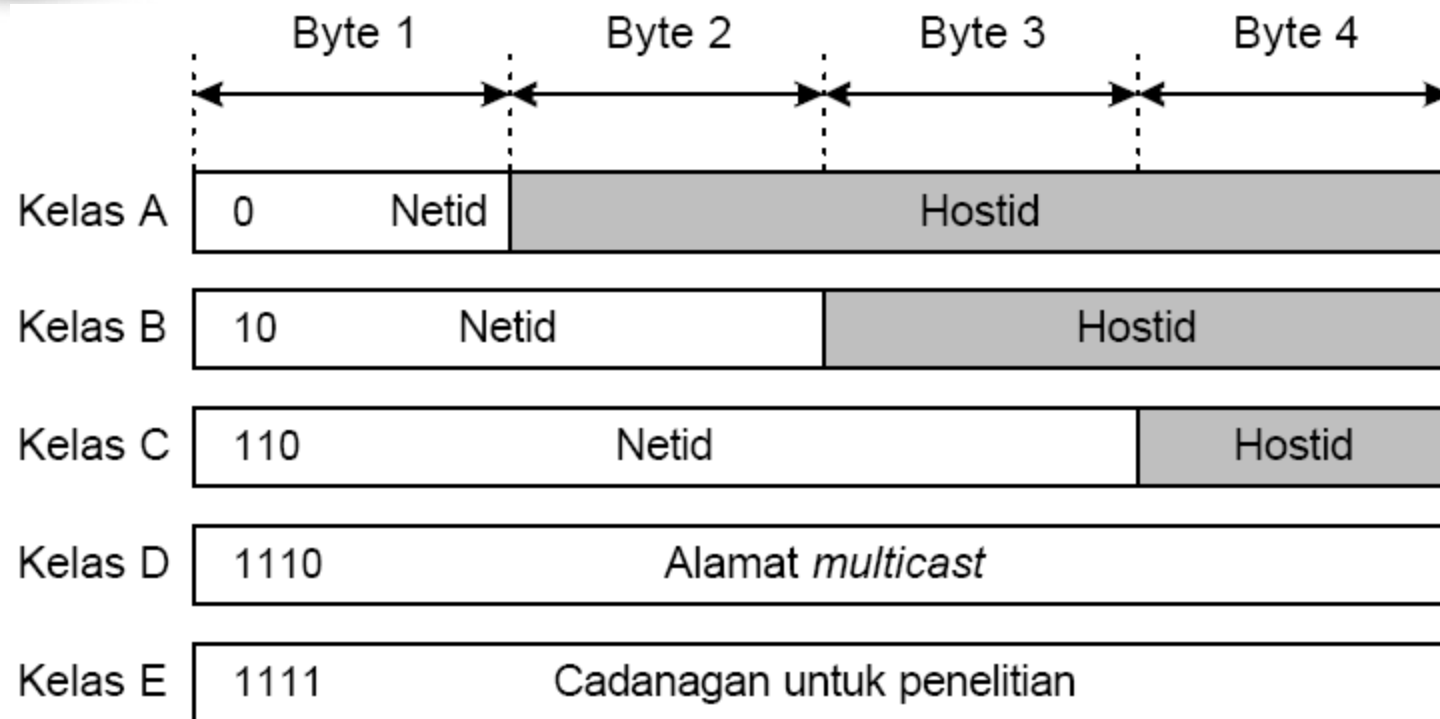 Byte 1 Byte 2 Byte 3 Byte 4
Kelas A 0 Netid Hostid
Kelas B 10 Netid Hostid
Kelas C 110 Netid Hostid
Kelas D 1110 Alamat multicast
Kelas E 1111 Cadanagan untuk penelitian